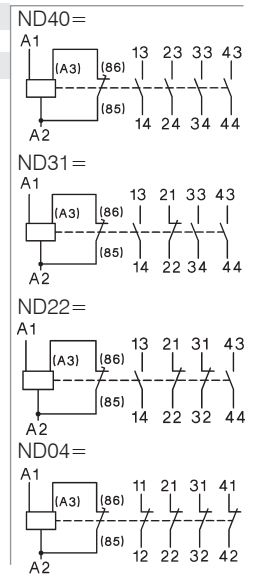 ND40=
A1 13 23 33 43
(A3) (86)
(85)
A2 14 24 34 44
ND31=
A1 13 21 33 43
(A3) (86)
(85)
A2 14 22 34 44
ND22=
A1 13 21 31 43
(A3) (86)
(85)
A2 14 22 32 44
ND04=
A1 11 21 31 41
(A3) (86)
(85)
A2 12 22 32 42